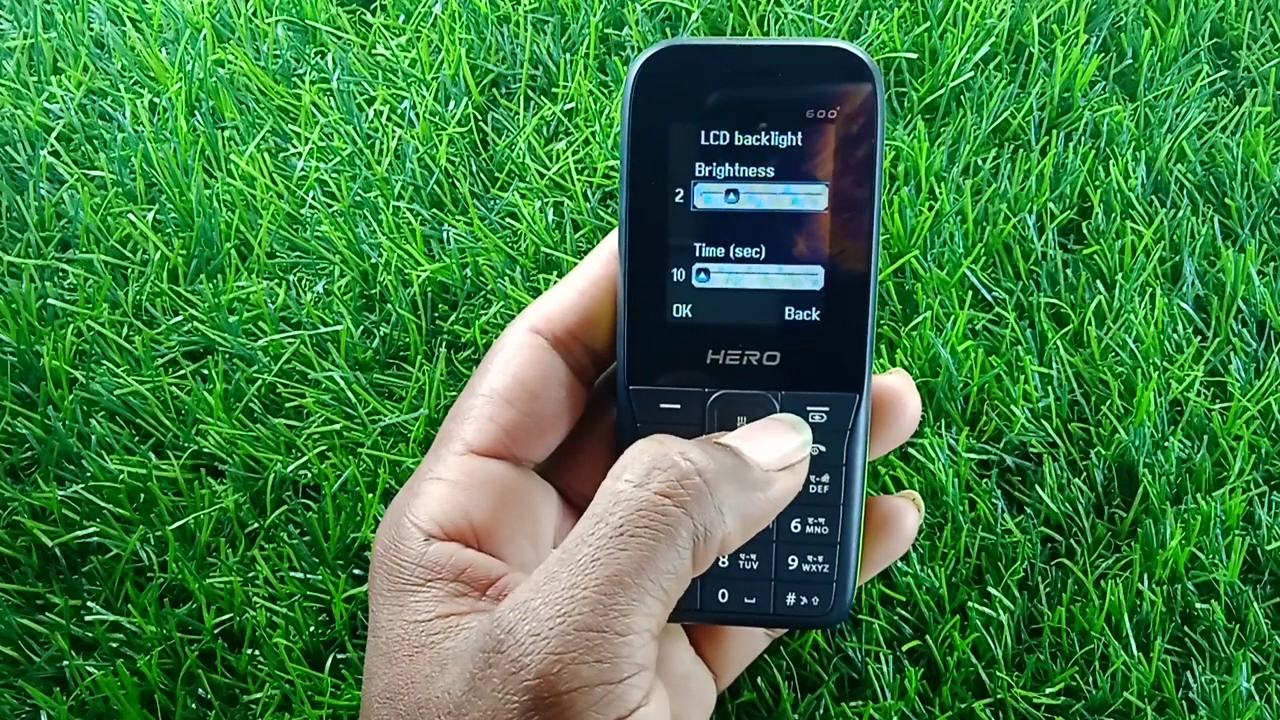 600
LCD backlight
Brightness
2
Time (sec)
10
OK Back
HERO
DEF
6 MNO
8 TUV
9 WXYZ
0
#